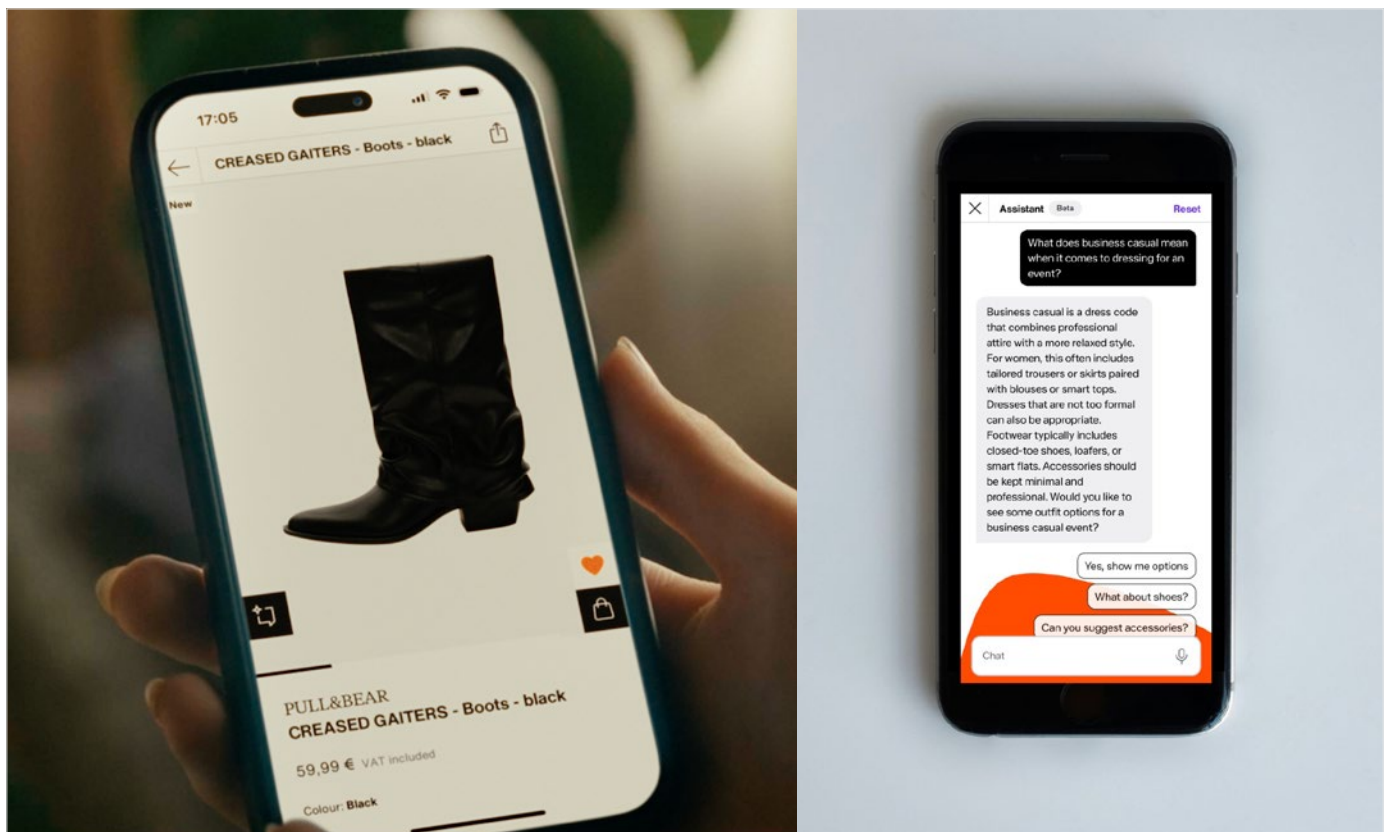 17:05
CREASED GAITERS - Boots - black
New
PULL&BEAR
CREASED GAITERS - Boots - black
59,99 € VAT included
Colour: Black
Assistant Beta Reset
What does business casual mean
when it comes to dressing for an
event?
Business casual is a dress code
that combines professional
attire with a more relaxed style.
For women, this often includes
tailored trousers or skirts paired
with blouses or smart tops.
Dresses that are not too formal
can also be appropriate.
Footwear typically includes
closed-toe shoes, loafers, or
smart flats. Accessories should
be kept minimal and
professional. Would you like to
see some outfit options for a
business casual event?
Yes, show me options
What about shoes?
Can you suggest accessories?
Chat